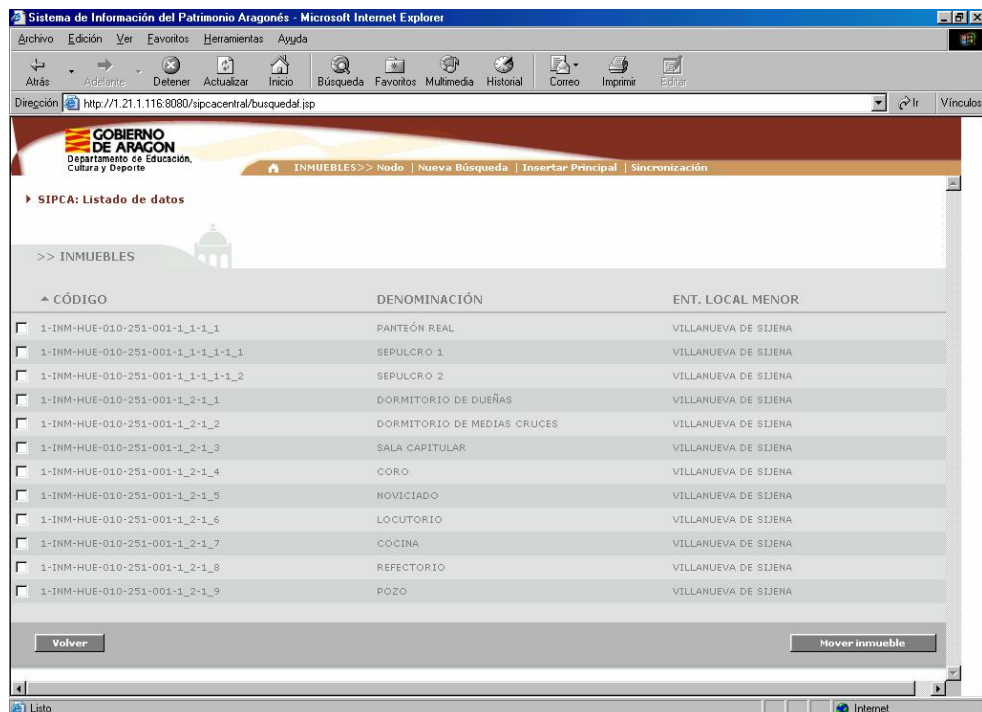 Sistema de Información del Patrimonio Aragonés - Microsoft Internet Explorer
Archivo Edición Ver Favoritos Herramientas Ayuda
Atrás Adelante Detener Actualizar Inicio Búsqueda Favoritos Multimedia Historial Correo Imprimir Editar
Dirección http://1.21.1.116:8080/sipcacentral/busquedaf.jsp Ir Vínculos
GOBIERNO
DE ARAGON
Departamento de Educación,
Cultura y Deporte
INMUEBLES>> Nodo | Nueva Búsqueda | Insertar Principal | Sincronización
SIPCA: Listado de datos
>> INMUEBLES
CÓDIGO DENOMINACIÓN ENT. LOCAL MENOR
1-INM-HUE-010-251-001-1_1-1_1 PANTEÓN REAL VILLANUEVA DE SIJENA
1-INM-HUE-010-251-001-1_1-1_1-1_1 SEPULCRO 1 VILLANUEVA DE SIJENA
1-INM-HUE-010-251-001-1_1-1_1-1_2 SEPULCRO 2 VILLANUEVA DE SIJENA
1-INM-HUE-010-251-001-1_2-1_1 DORMITORIO DE DUEÑAS VILLANUEVA DE SIJENA
1-INM-HUE-010-251-001-1_2-1_2 DORMITORIO DE MEDIAS CRUCES VILLANUEVA DE SIJENA
1-INM-HUE-010-251-001-1_2-1_3 SALA CAPITULAR VILLANUEVA DE SIJENA
1-INM-HUE-010-251-001-1_2-1_4 CORO VILLANUEVA DE SIJENA
1-INM-HUE-010-251-001-1_2-1_5 NOVICIADO VILLANUEVA DE SIJENA
1-INM-HUE-010-251-001-1_2-1_6 LOCUTORIO VILLANUEVA DE SIJENA
1-INM-HUE-010-251-001-1_2-1_7 COCINA VILLANUEVA DE SIJENA
1-INM-HUE-010-251-001-1_2-1_8 REFECTORIO VILLANUEVA DE SIJENA
1-INM-HUE-010-251-001-1_2-1_9 POZO VILLANUEVA DE SIJENA
Volver Mover inmueble
Listo Internet